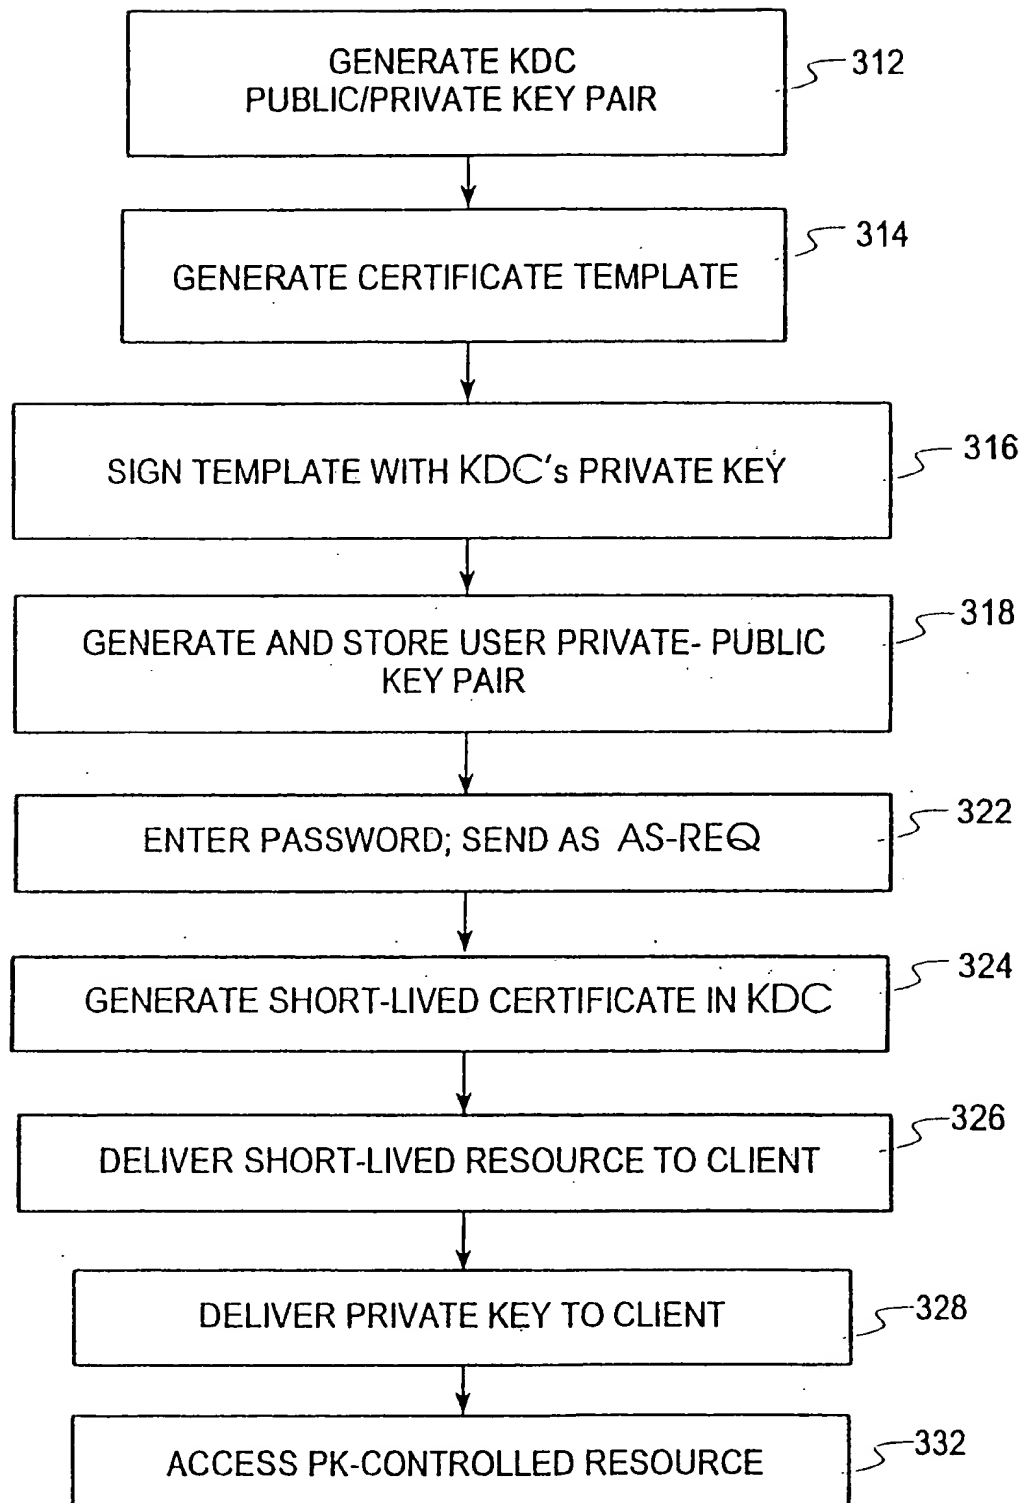 GENERATE KDC
PUBLIC/PRIVATE KEY PAIR
312
GENERATE CERTIFICATE TEMPLATE
314
SIGN TEMPLATE WITH KDC's PRIVATE KEY
316
GENERATE AND STORE USER PRIVATE- PUBLIC
KEY PAIR
318
ENTER PASSWORD; SEND AS AS-REQ
322
GENERATE SHORT-LIVED CERTIFICATE IN KDC
324
DELIVER SHORT-LIVED RESOURCE TO CLIENT
326
DELIVER PRIVATE KEY TO CLIENT
328
ACCESS PK-CONTROLLED RESOURCE
332